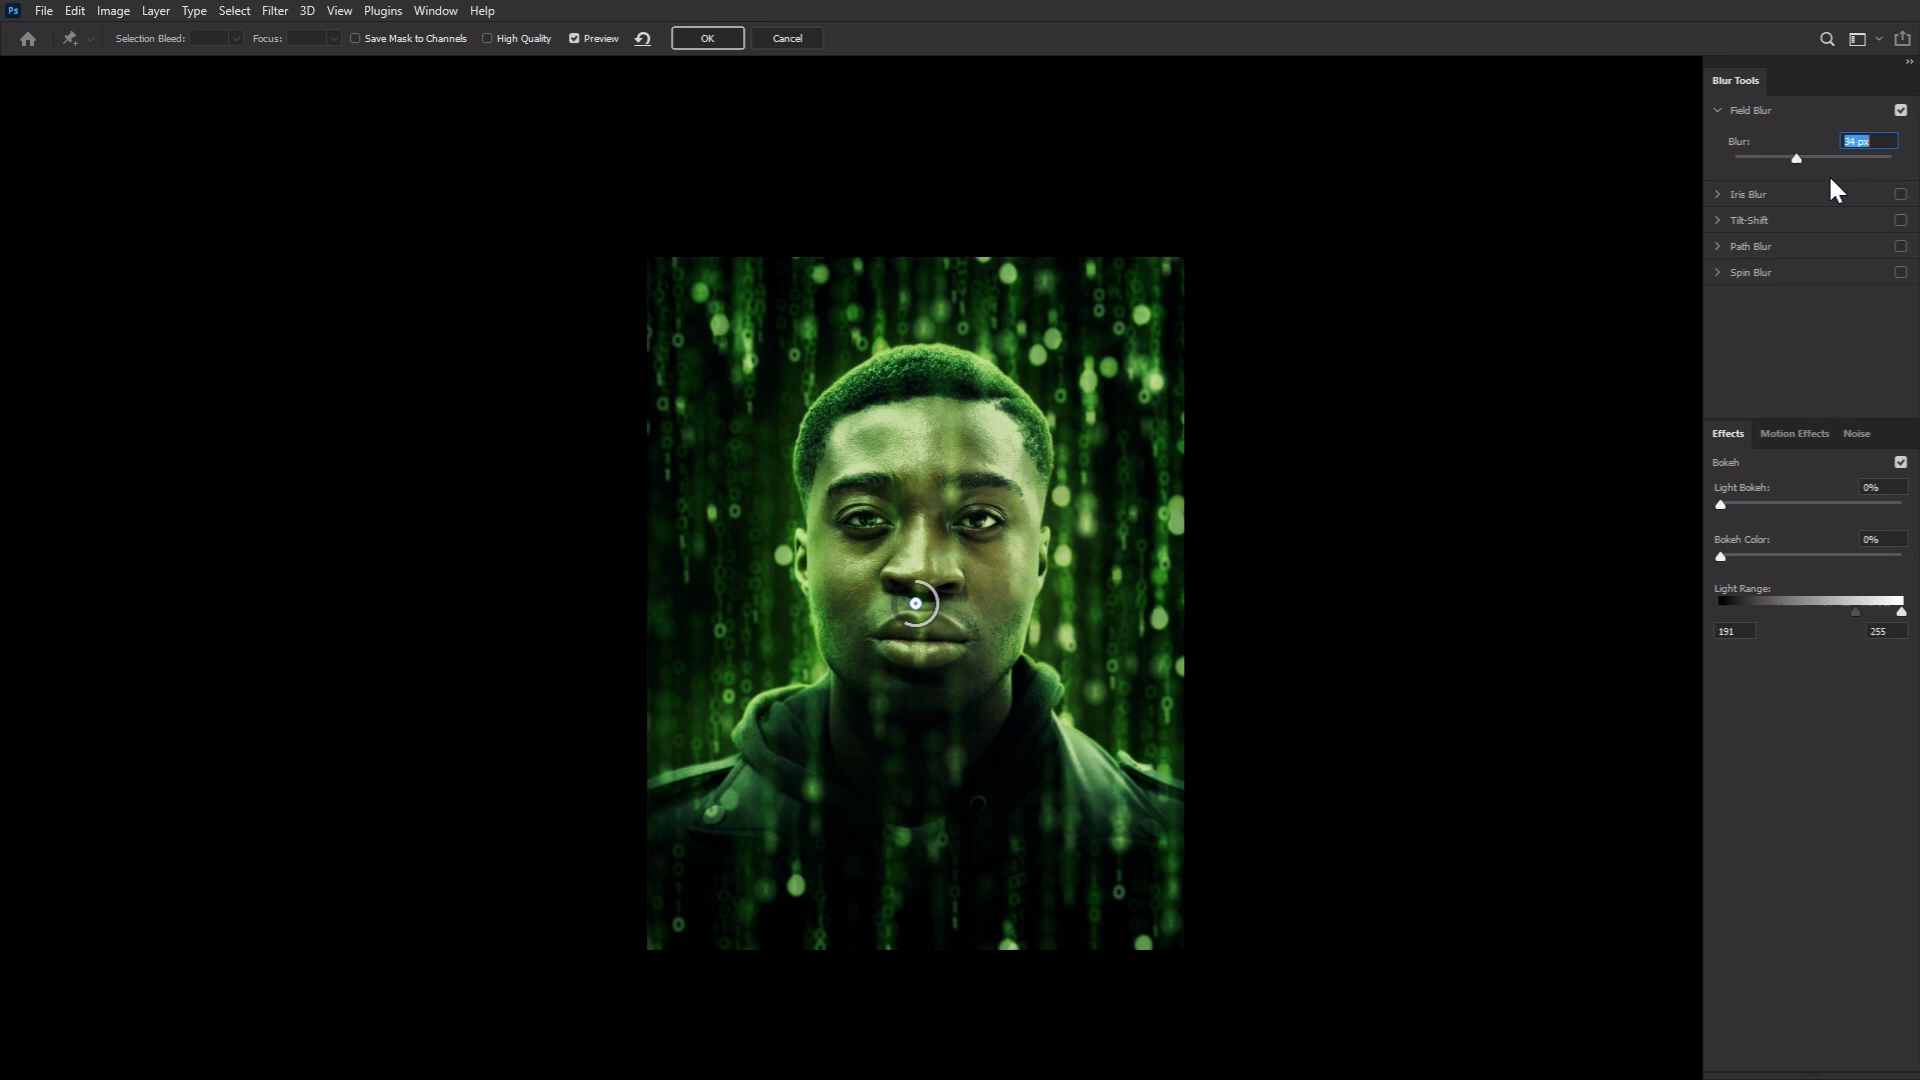 Ps File Edit Image Layer Type Select Filter 3D View Plugins Window Help
Selection Bleed: Focus: Save Mask to Channels High Quality Preview OK Cancel
Blur Tools
Field Blur
Blur: 34 px
Iris Blur
Tilt-Shift
Path Blur
Spin Blur
Effects Motion Effects Noise
Bokeh
Light Bokeh: 0%
Bokeh Color: 0%
Light Range:
191 255